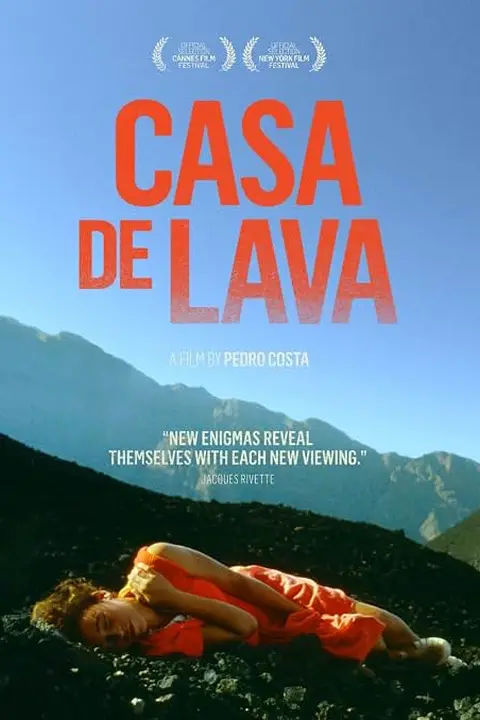 OFFICIAL
SELECTION
CANNES FILM
FESTIVAL
OFFICIAL
SELECTION
NEW YORK FILM
FESTIVAL
CASA
DE LAVA
A FILM BY PEDRO COSTA
“NEW ENIGMAS REVEAL
THEMSELVES WITH EACH NEW VIEWING.”
JACQUES RIVETTE